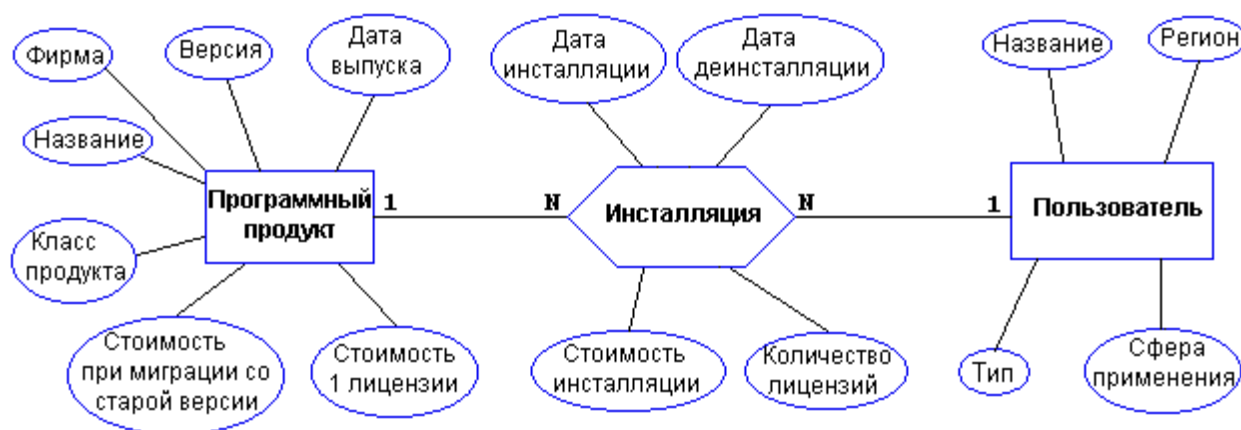 Фирма
Версия
Дата
выпуска
Дата
инсталляции
Дата
деинсталляции
Название
Регион
Название
Программный
продукт
1
N
Инсталляция
N
1
Пользователь
Класс
продукта
Стоимость
при миграции со
старой версии
Стоимость
1 лицензии
Стоимость
инсталляции
Количество
лицензий
Тип
Сфера
применения